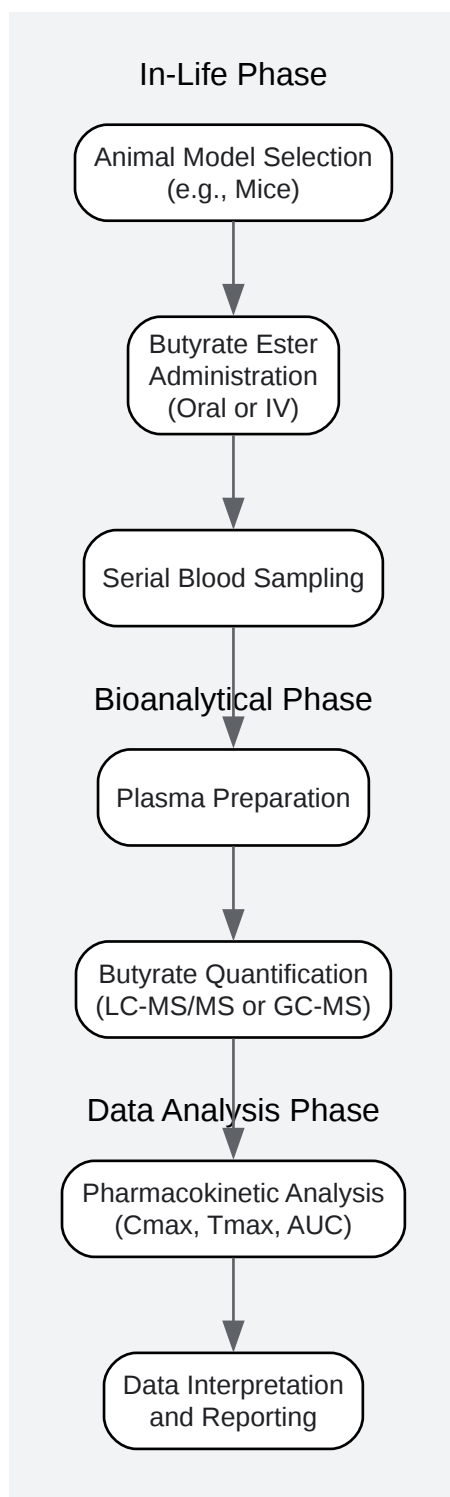 In-Life Phase
Animal Model Selection
(e.g., Mice)
Butyrate Ester
Administration
(Oral or IV)
Serial Blood Sampling
Bioanalytical Phase
Plasma Preparation
Butyrate Quantification
(LC-MS/MS or GC-MS)
Data Analysis Phase
Pharmacokinetic Analysis
(Cmax, Tmax, AUC)
Data Interpretation
and Reporting